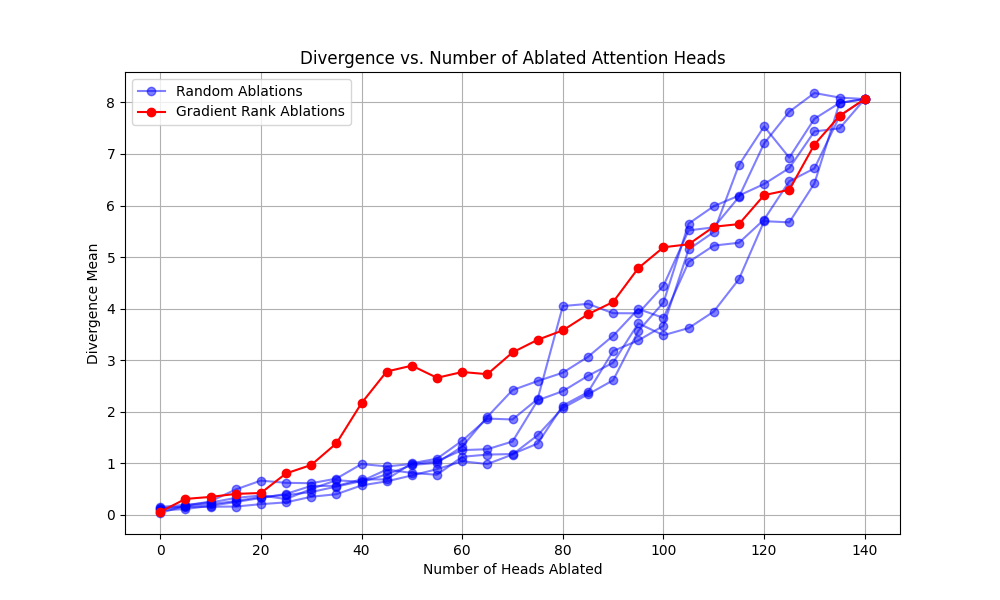 Divergence vs. Number of Ablated Attention Heads
Random Ablations
Gradient Rank Ablations
Divergence Mean
8
7
6
5
4
3
2
1
0
0 20 40 60 80 100 120 140
Number of Heads Ablated